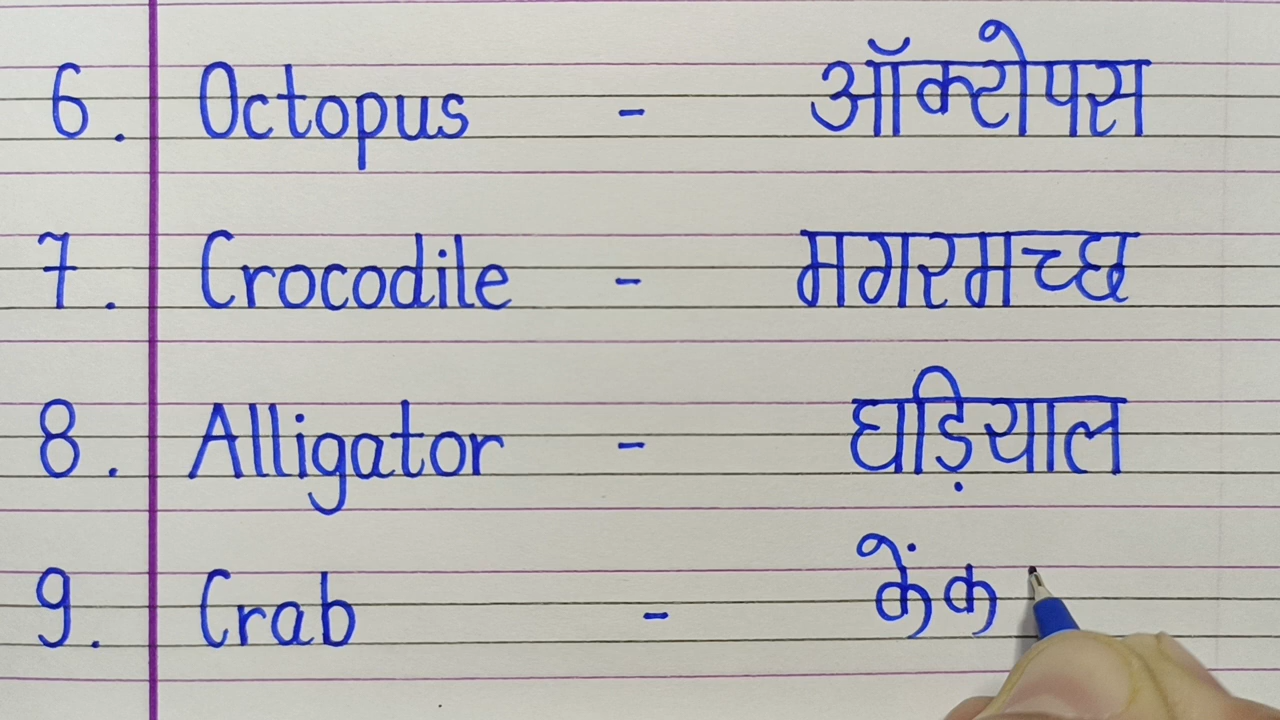 6. Octopus - ऑक्टोपस
7. Crocodile - मगरमच्छ
8. Alligator - घड़ियाल
9. Crab - केंक